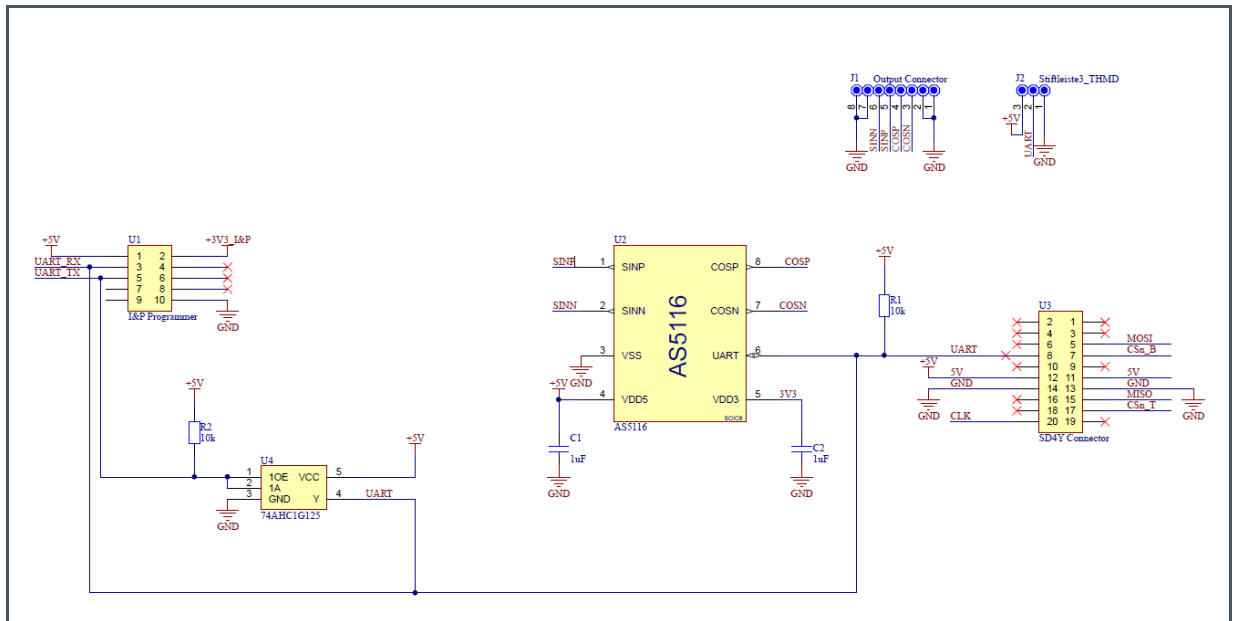 J1 Output Connector
8 7 6 5 4 3 2 1
SINN SINP COSP COSN
GND GND
J2 Stiftleiste3_THMD
3 2 1
+5V
UART
GND
+5V U1 +3V3_I&P
1 2
UART_RX 3 4
UART_TX 5 6
7 8
9 10
I&P Programmer
GND
+5V
R2
10k
U4
1 1OE VCC 5 +5V
2 1A
3 GND Y 4 UART
74AHC1G125
GND
U2
SINP 1 SINP COSP 8 COSP
SINN 2 SINN COSN 7 COSN
3 VSS UART 6
GND
+5V 4 VDD5 VDD3 5 3V3
AS5116
AS5116
SOIC8
C1
1uF
GND
C2
1uF
GND
+5V
R1
10k
U3
2 1
4 3
6 5 MOSI
UART 8 7 CSn_B
10 9
+5V
5V 12 11 5V
GND 14 13 GND
16 15 MISO
18 17 CSn_T
CLK 20 19
SD4Y Connector
GND GND